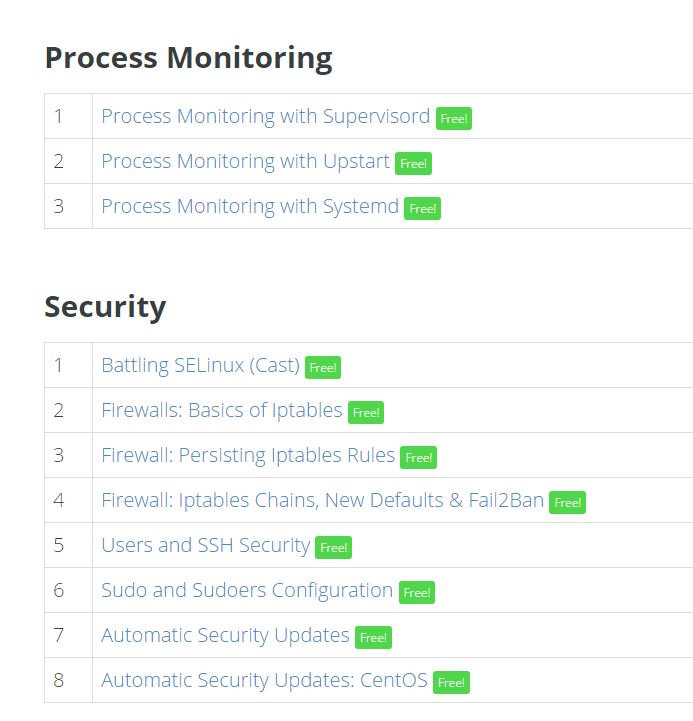 Process Monitoring
1 Process Monitoring with Supervisord Free!
2 Process Monitoring with Upstart Free!
3 Process Monitoring with Systemd Free!
Security
1 Battling SELinux (Cast) Free!
2 Firewalls: Basics of Iptables Free!
3 Firewall: Persisting Iptables Rules Free!
4 Firewall: Iptables Chains, New Defaults & Fail2Ban Free!
5 Users and SSH Security Free!
6 Sudo and Sudoers Configuration Free!
7 Automatic Security Updates Free!
8 Automatic Security Updates: CentOS Free!